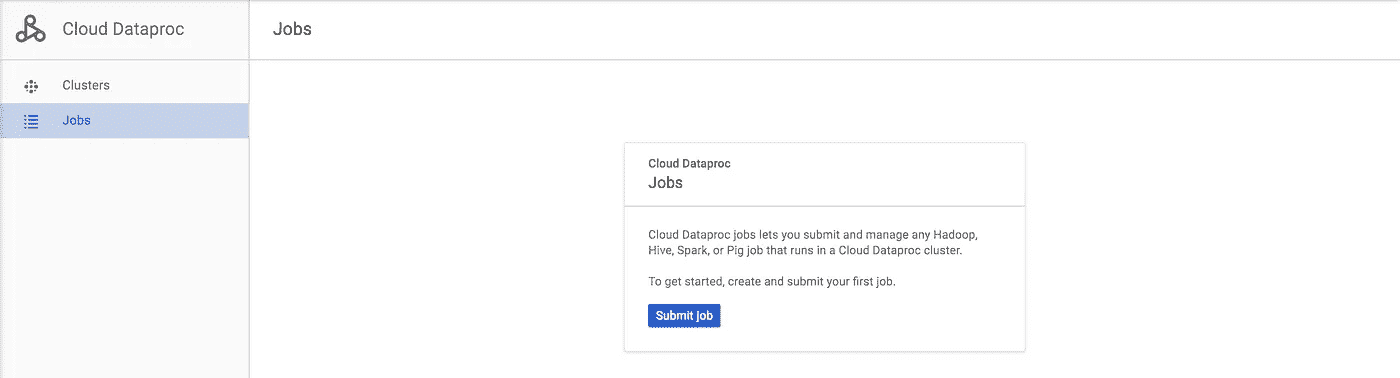 Cloud Dataproc
Jobs
Clusters
Jobs
Cloud Dataproc
Jobs
Cloud Dataproc jobs lets you submit and manage any Hadoop,
Hive, Spark, or Pig job that runs in a Cloud Dataproc cluster.
To get started, create and submit your first job.
Submit job